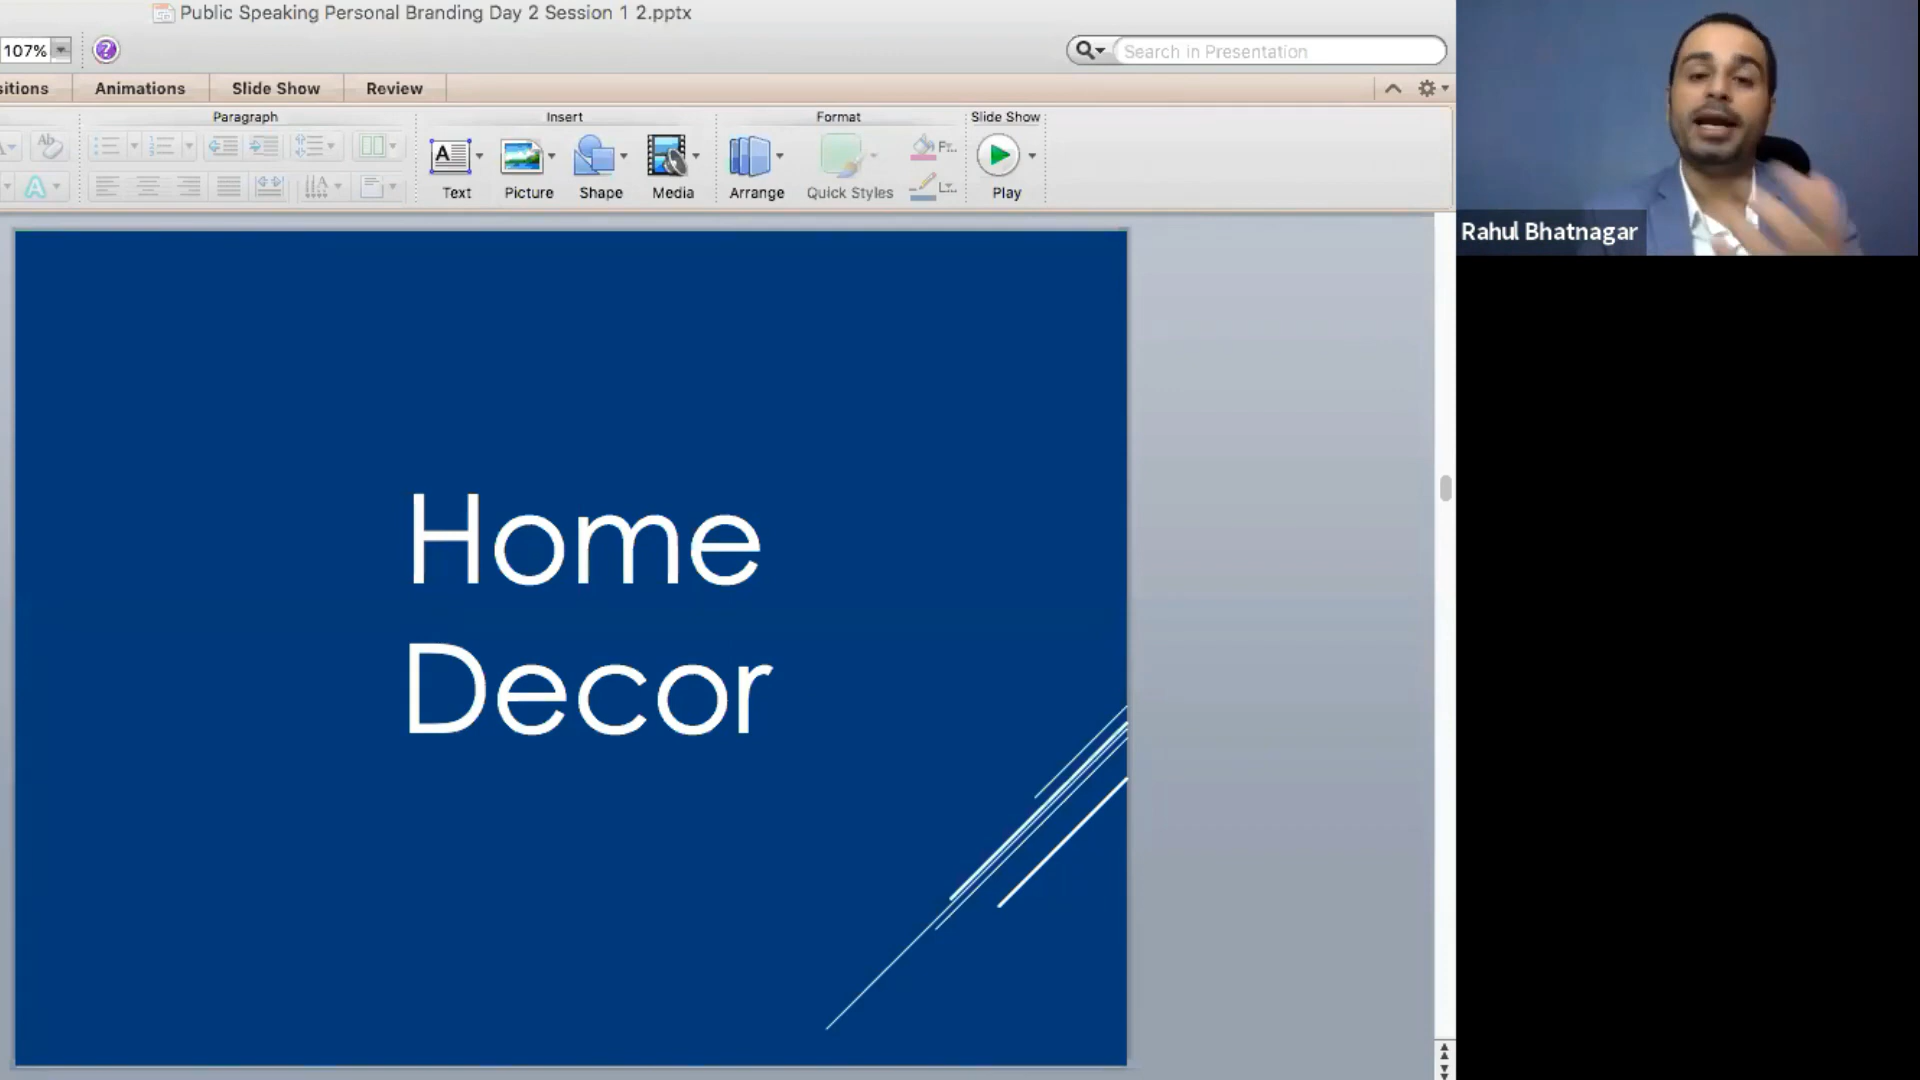 Public Speaking Personal Branding Day 2 Session 1 2.pptx
107%
Search in Presentation
sitions
Animations
Slide Show
Review
Paragraph
Insert
Format
Slide Show
Text
Picture
Shape
Media
Arrange
Quick Styles
Play
Rahul Bhatnagar
Home
Decor